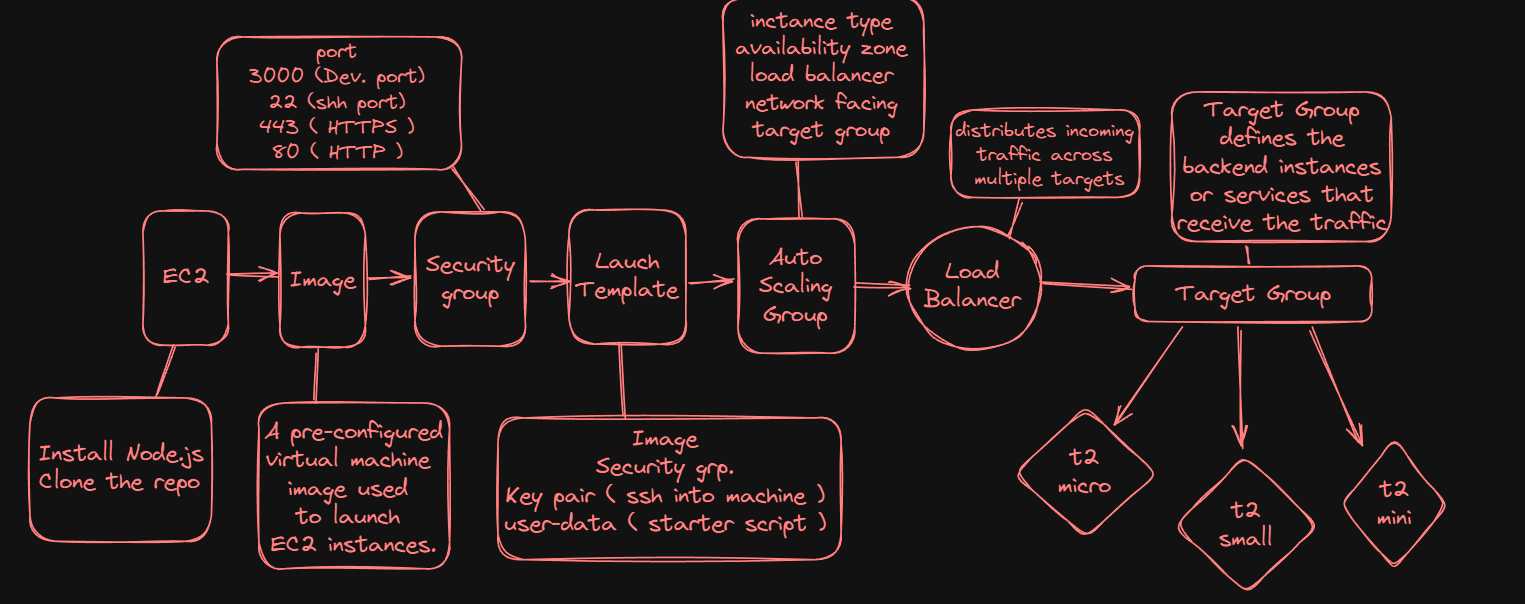 port
3000 (Dev. port)
22 (shh port)
443 ( HTTPS )
80 ( HTTP )
inctance type
availability zone
load balancer
network facing
target group
distributes incoming
traffic across
multiple targets
Target Group
defines the
backend instances
or services that
receive the traffic
EC2
Image
Security
group
Lauch
Template
Auto
Scaling
Group
Load
Balancer
Target Group
Install Node.js
Clone the repo
A pre-configured
virtual machine
image used
to launch
EC2 instances.
Image
Security grp.
Key pair ( ssh into machine )
user-data ( starter script )
t2
micro
t2
small
t2
mini